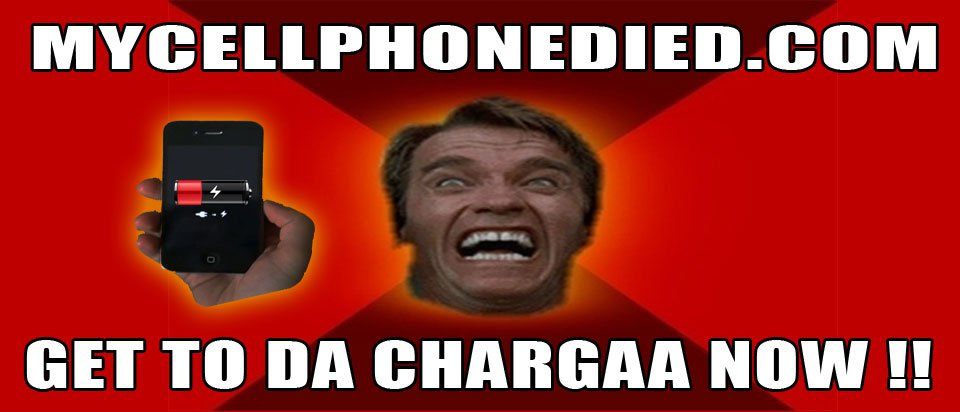 MYCELLPHONEDIED.COM
GET TO DA CHARGAA NOW !!